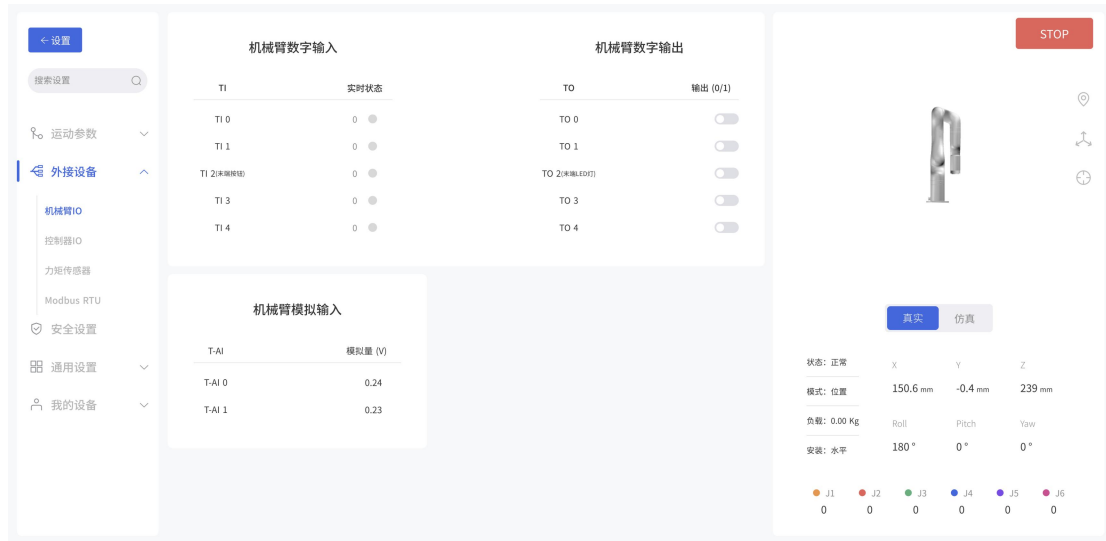 ←设置
搜索设置
运动参数
外接设备
机械臂IO
控制器IO
力矩传感器
Modbus RTU
安全设置
通用设置
我的设备
机械臂数字输入
TI 实时状态
TI 0 0
TI 1 0
TI 2(末端按钮) 0
TI 3 0
TI 4 0
机械臂数字输出
TO 输出 (0/1)
TO 0
TO 1
TO 2(末端LED灯)
TO 3
TO 4
机械臂模拟输入
T-AI 模拟量 (V)
T-AI 0 0.24
T-AI 1 0.23
STOP
真实 仿真
状态：正常
模式：位置
负载：0.00 Kg
安装：水平
X Y Z
150.6 mm -0.4 mm 239 mm
Roll Pitch Yaw
180 ° 0 ° 0 °
J1 J2 J3 J4 J5 J6
0 0 0 0 0 0